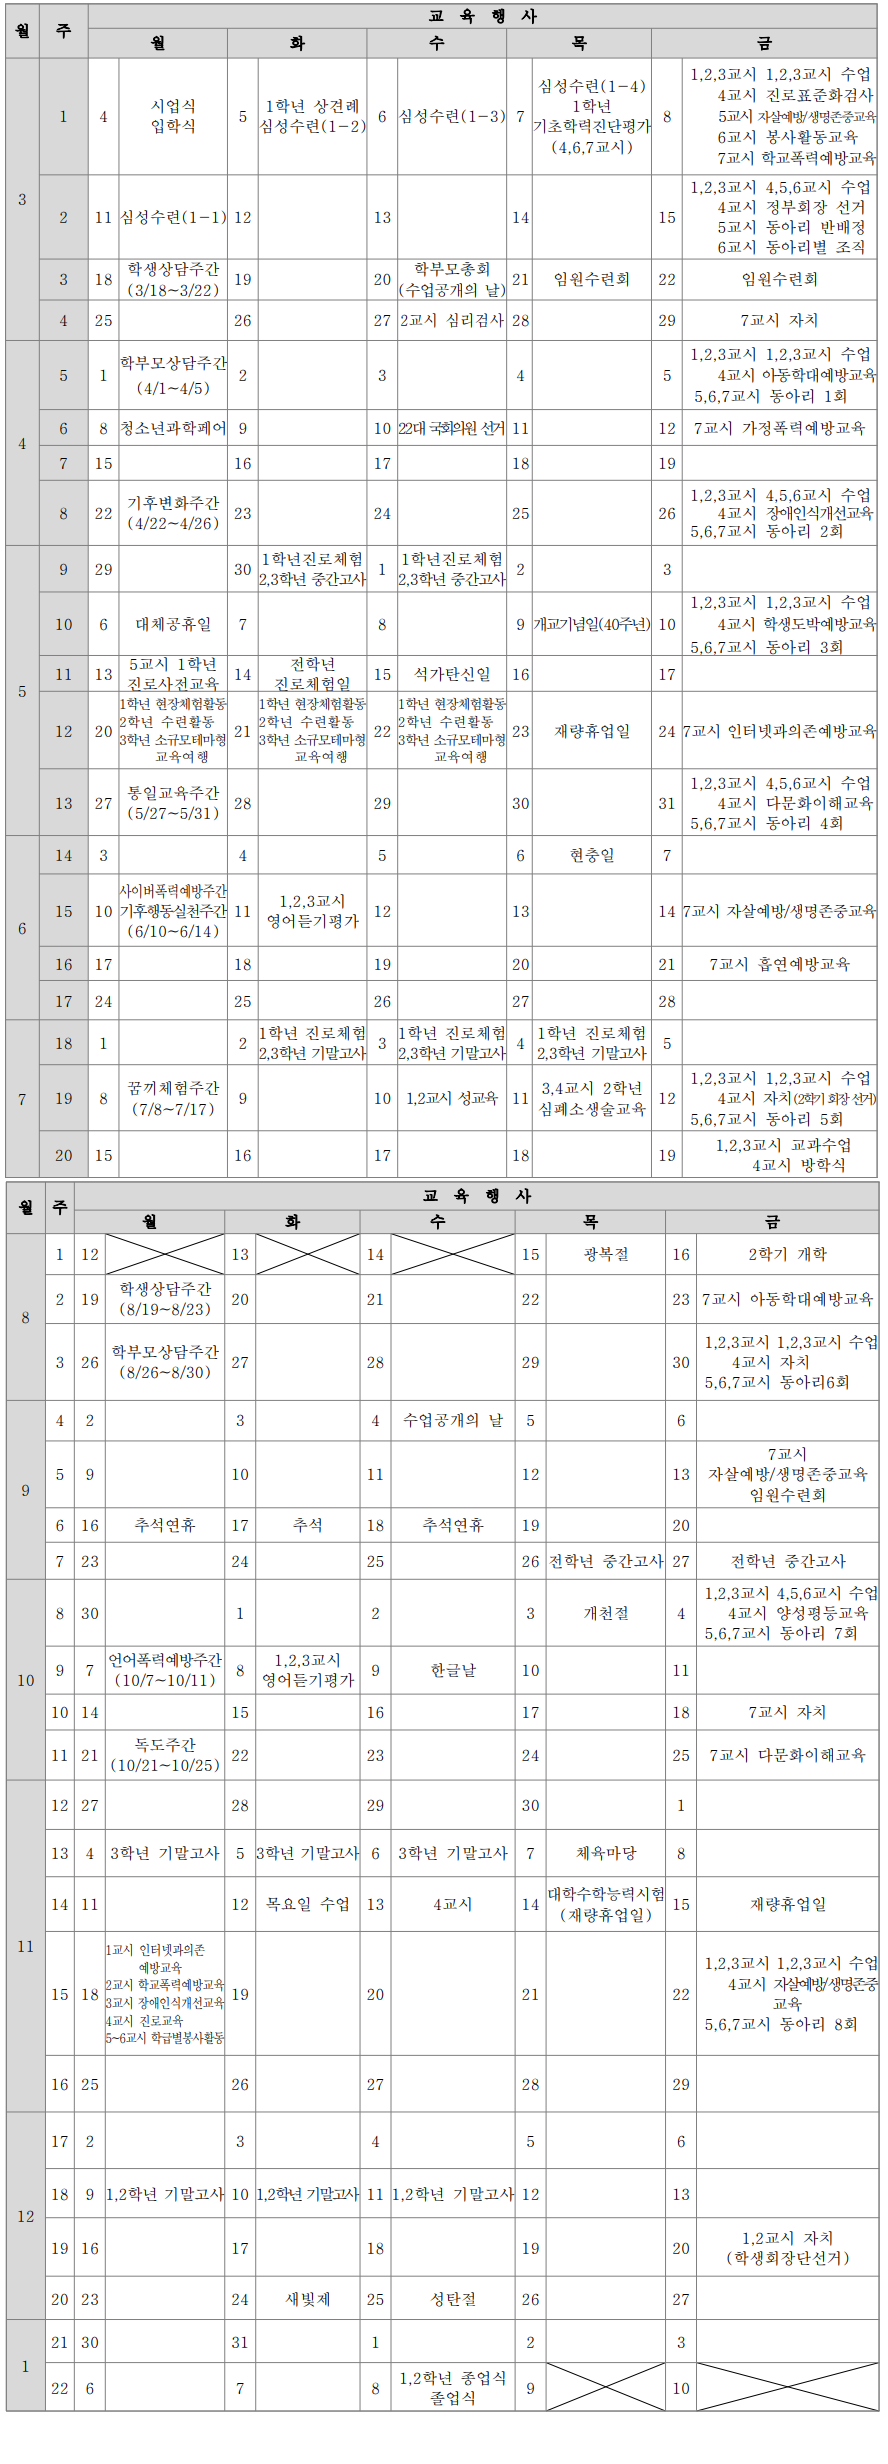 월 주 교 육 행 사
월 화 수 목 금
3
1 4 시업식
입학식
5 1학년 상견례
심성수련(1-2)
6 심성수련(1-3)
7 심성수련(1-4)
1학년
기초학력진단평가
(4,6,7교시)
8 1,2,3교시 1,2,3교시 수업
4교시 진로표준화검사
5교시 자살예방/생명존중교육
6교시 봉사활동교육
7교시 학교폭력예방교육
2 11 심성수련(1-1) 12 13 14 15 1,2,3교시 4,5,6교시 수업
4교시 정부회장 선거
5교시 동아리 반배정
6교시 동아리별 조직
3 18 학생상담주간
(3/18~3/22)
19 20 학부모총회
(수업공개의 날)
21 임원수련회 22 임원수련회
4 25 26 27 2교시 심리검사 28 29 7교시 자치
4
5 1 학부모상담주간
(4/1~4/5)
2 3 4 5 1,2,3교시 1,2,3교시 수업
4교시 아동학대예방교육
5,6,7교시 동아리 1회
6 8 청소년과학페어 9 10 22대 국회의원 선거 11 12 7교시 가정폭력예방교육
7 15 16 17 18 19
8 22 기후변화주간
(4/22~4/26)
23 24 25 26 1,2,3교시 4,5,6교시 수업
4교시 장애인식개선교육
5,6,7교시 동아리 2회
5
9 29 30 1학년진로체험
2,3학년 중간고사
1 1학년진로체험
2,3학년 중간고사
2 3
10 6 대체공휴일 7 8 9 개교기념일(40주년) 10 1,2,3교시 1,2,3교시 수업
4교시 학생도박예방교육
5,6,7교시 동아리 3회
11 13 5교시 1학년
진로사전교육
14 전학년
진로체험일
15 석가탄신일 16 17
12 20 1학년 현장체험활동
2학년 수련활동
3학년 소규모테마형
교육여행
21 1학년 현장체험활동
2학년 수련활동
3학년 소규모테마형
교육여행
22 1학년 현장체험활동
2학년 수련활동
3학년 소규모테마형
교육여행
23 재량휴업일 24 7교시 인터넷과의존예방교육
13 27 통일교육주간
(5/27~5/31)
28 29 30 31 1,2,3교시 4,5,6교시 수업
4교시 다문화이해교육
5,6,7교시 동아리 4회
6
14 3 4 5 6 현충일 7
15 10 사이버폭력예방주간
기후행동실천주간
(6/10~6/14)
11 1,2,3교시
영어듣기평가
12 13 14 7교시 자살예방/생명존중교육
16 17 18 19 20 21 7교시 흡연예방교육
17 24 25 26 27 28
7
18 1 2 1학년 진로체험
2,3학년 기말고사
3 1학년 진로체험
2,3학년 기말고사
4 1학년 진로체험
2,3학년 기말고사
5
19 8 꿈끼체험주간
(7/8~7/17)
9 10 1,2교시 성교육 11 3,4교시 2학년
심폐소생술교육
12 1,2,3교시 1,2,3교시 수업
4교시 자치(2학기 회장 선거)
5,6,7교시 동아리 5회
20 15 16 17 18 19 1,2,3교시 교과수업
4교시 방학식
월 주 교 육 행 사
월 화 수 목 금
8
1 12 13 14 15 광복절 16 2학기 개학
2 19 학생상담주간
(8/19~8/23)
20 21 22 23 7교시 아동학대예방교육
3 26 학부모상담주간
(8/26~8/30)
27 28 29 30 1,2,3교시 1,2,3교시 수업
4교시 자치
5,6,7교시 동아리6회
9
4 2 3 4 수업공개의 날 5 6
5 9 10 11 12 13 7교시
자살예방/생명존중교육
임원수련회
6 16 추석연휴 17 추석 18 추석연휴 19 20
7 23 24 25 26 전학년 중간고사 27 전학년 중간고사
10
8 30 1 2 3 개천절 4 1,2,3교시 4,5,6교시 수업
4교시 양성평등교육
5,6,7교시 동아리 7회
9 7 언어폭력예방주간
(10/7~10/11)
8 1,2,3교시
영어듣기평가
9 한글날 10 11
10 14 15 16 17 18 7교시 자치
11 21 독도주간
(10/21~10/25)
22 23 24 25 7교시 다문화이해교육
11
12 27 28 29 30 1
13 4 3학년 기말고사 5 3학년 기말고사 6 3학년 기말고사 7 체육마당 8
14 11 12 목요일 수업 13 4교시 14 대학수학능력시험
(재량휴업일)
15 재량휴업일
15 18 1교시 인터넷과의존
예방교육
2교시 학교폭력예방교육
3교시 장애인식개선교육
4교시 진로교육
5~6교시 학급별봉사활동
19 20 21 22 1,2,3교시 1,2,3교시 수업
4교시 자살예방/생명존중
교육
5,6,7교시 동아리 8회
16 25 26 27 28 29
12
17 2 3 4 5 6
18 9 1,2학년 기말고사 10 1,2학년 기말고사 11 1,2학년 기말고사 12 13
19 16 17 18 19 20 1,2교시 자치
(학생회장단선거)
20 23 24 새빛제 25 성탄절 26 27
1
21 30 31 1 2 3
22 6 7 8 1,2학년 종업식
졸업식
9 10